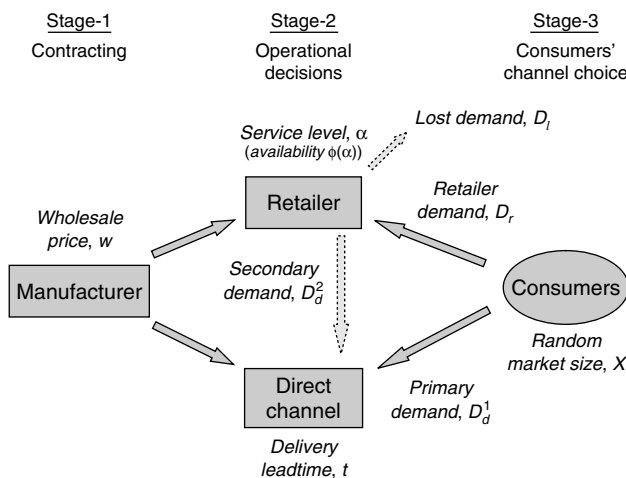 Stage-1
Contracting
Stage-2
Operational
decisions
Stage-3
Consumers’
channel choice
Service level, α
(availability ϕ(α))
Lost demand, D_l
Retailer
Retailer
demand, D_r
Wholesale
price, w
Manufacturer
Secondary
demand, D_d^2
Consumers
Random
market size, X
Direct
channel
Primary
demand, D_d^1
Delivery
leadtime, t